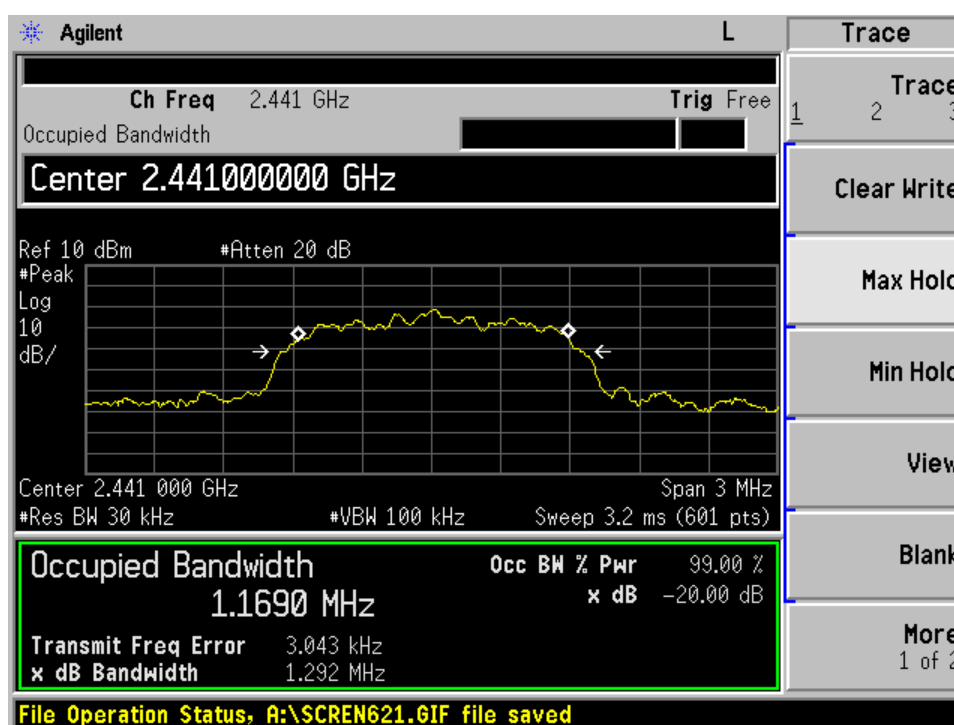 Agilent L Trace
Ch Freq 2.441 GHz Trig Free
Occupied Bandwidth
Center 2.441000000 GHz
Ref 10 dBm #Atten 20 dB
#Peak
Log
10
dB/
Center 2.441 000 GHz Span 3 MHz
#Res BW 30 kHz #VBW 100 kHz Sweep 3.2 ms (601 pts)
Occupied Bandwidth Occ BW % Pwr 99.00 %
1.1690 MHz x dB -20.00 dB
Transmit Freq Error 3.043 kHz
x dB Bandwidth 1.292 MHz
File Operation Status, A:\SCREN621.GIF file saved
Trace
1 2 3
Clear Write
Max Hold
Min Hold
View
Blank
More
1 of 2